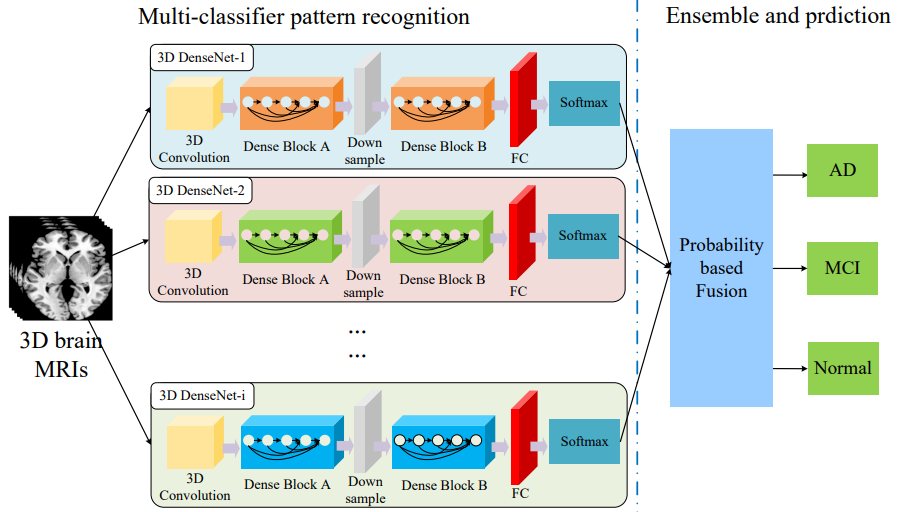 Multi-classifier pattern recognition
Ensemble and prdiction
3D DenseNet-1
3D
Convolution
Dense Block A
Down
sample
Dense Block B
FC
Softmax
3D DenseNet-2
3D
Convolution
Dense Block A
Down
sample
Dense Block B
FC
Softmax
...
...
3D DenseNet-i
3D
Convolution
Dense Block A
Down
sample
Dense Block B
FC
Softmax
3D brain
MRIs
Probability
based
Fusion
AD
MCI
Normal